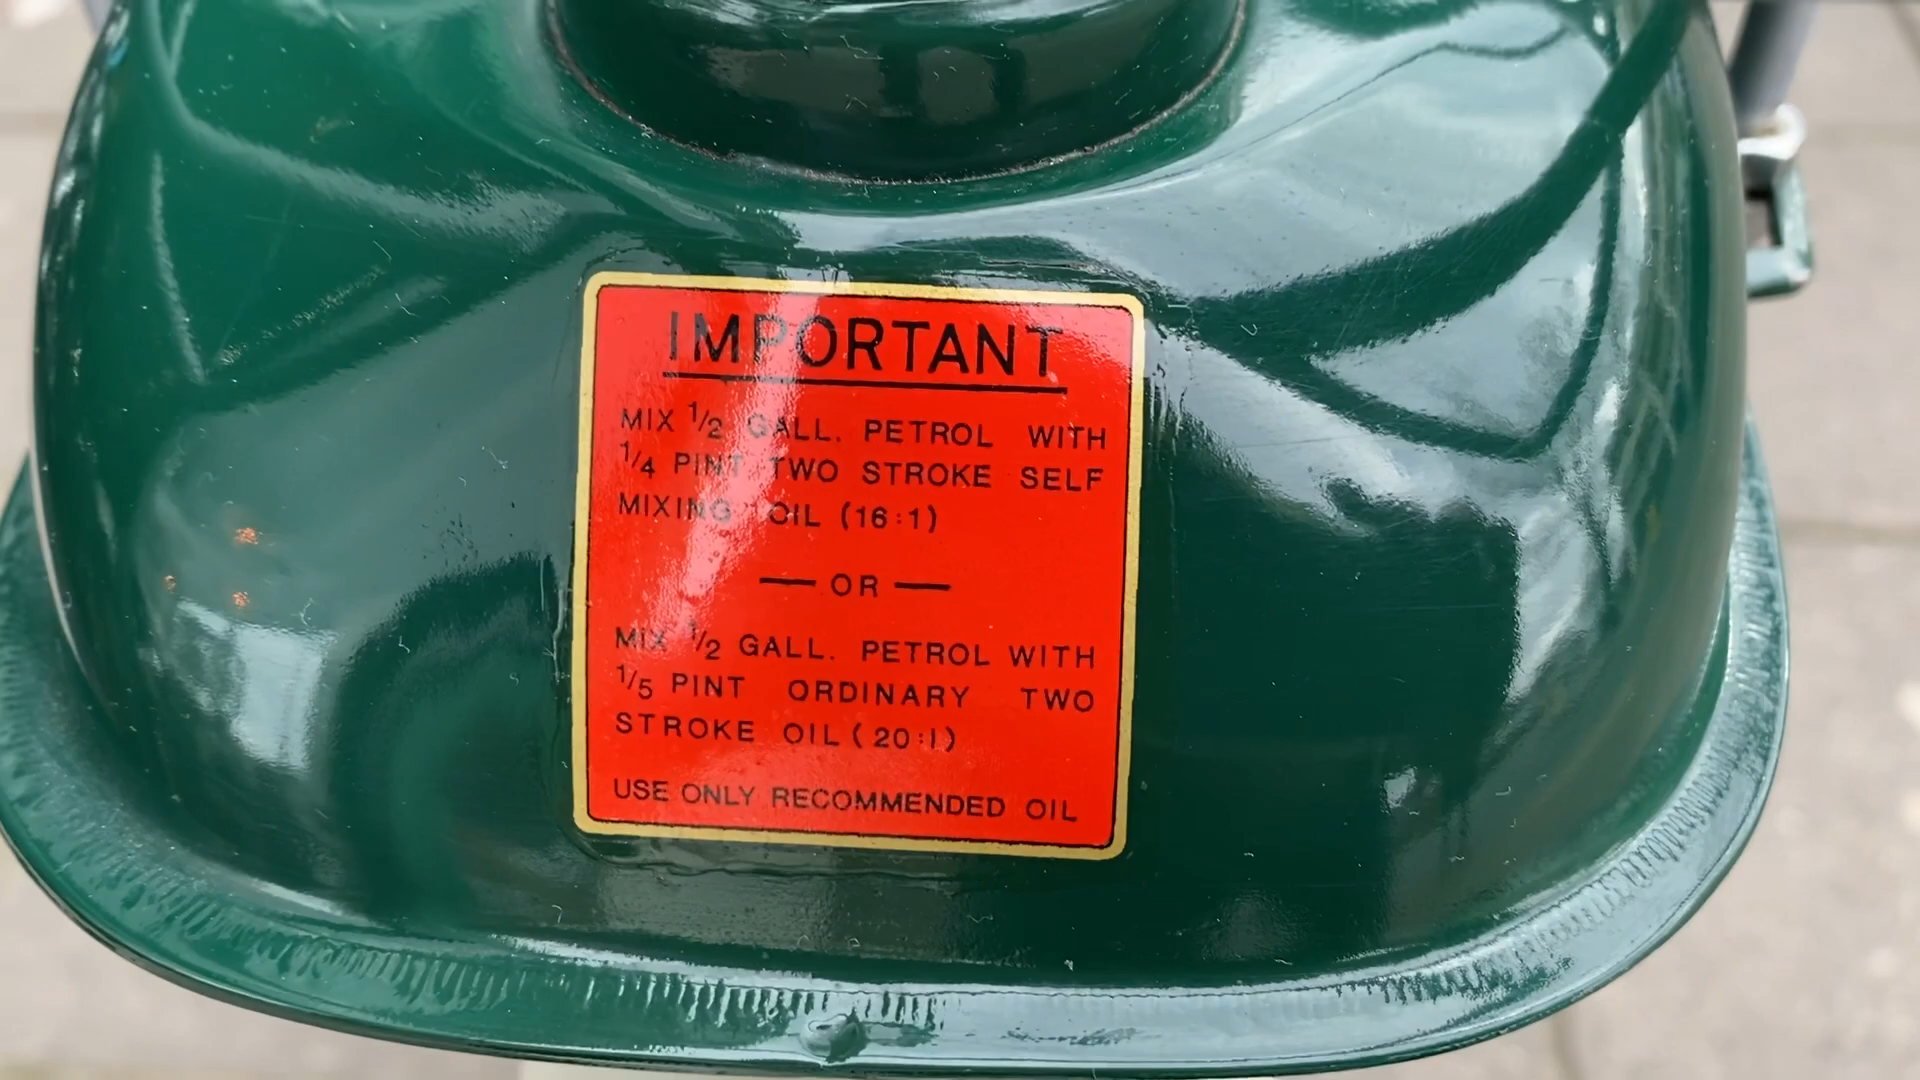 IMPORTANT
MIX 1/2 GALL. PETROL WITH
1/4 PINT TWO STROKE SELF
MIXING OIL (16:1)
— OR —
MIX 1/2 GALL. PETROL WITH
1/5 PINT ORDINARY TWO
STROKE OIL (20:1)
USE ONLY RECOMMENDED OIL